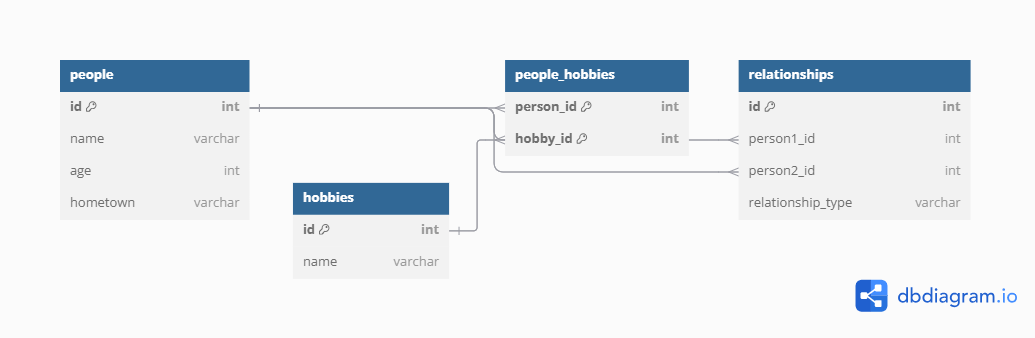 people
id int
name varchar
age int
hometown varchar
hobbies
id int
name varchar
people_hobbies
person_id int
hobby_id int
relationships
id int
person1_id int
person2_id int
relationship_type varchar
dbdiagram.io